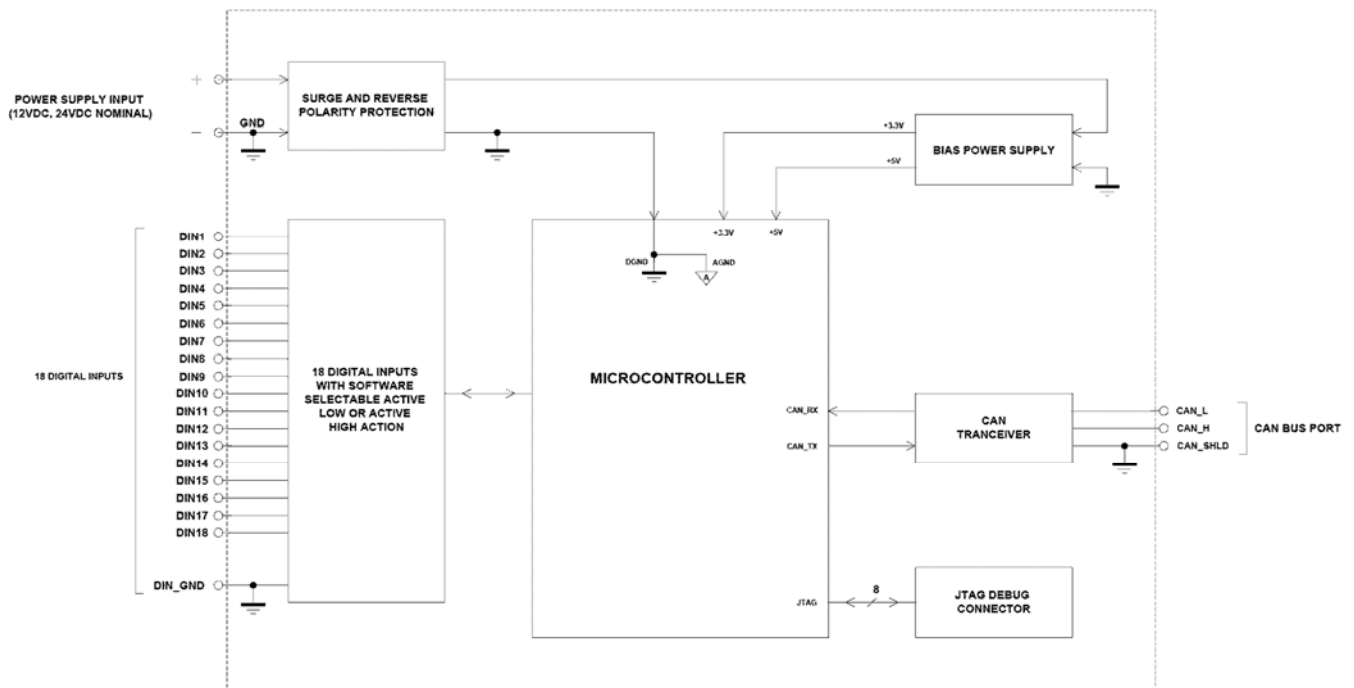 POWER SUPPLY INPUT
(12VDC, 24VDC NOMINAL)
+
−
GND
SURGE AND REVERSE
POLARITY PROTECTION
+3.3V
+5V
BIAS POWER SUPPLY
18 DIGITAL INPUTS
DIN1
DIN2
DIN3
DIN4
DIN5
DIN6
DIN7
DIN8
DIN9
DIN10
DIN11
DIN12
DIN13
DIN14
DIN15
DIN16
DIN17
DIN18
DIN_GND
18 DIGITAL INPUTS
WITH SOFTWARE
SELECTABLE ACTIVE
LOW OR ACTIVE
HIGH ACTION
+3.3V
+5V
DGND
AGND
A
MICROCONTROLLER
CAN_RX
CAN_TX
JTAG
CAN
TRANCEIVER
CAN_L
CAN_H
CAN_SHLD
CAN BUS PORT
8
JTAG DEBUG
CONNECTOR